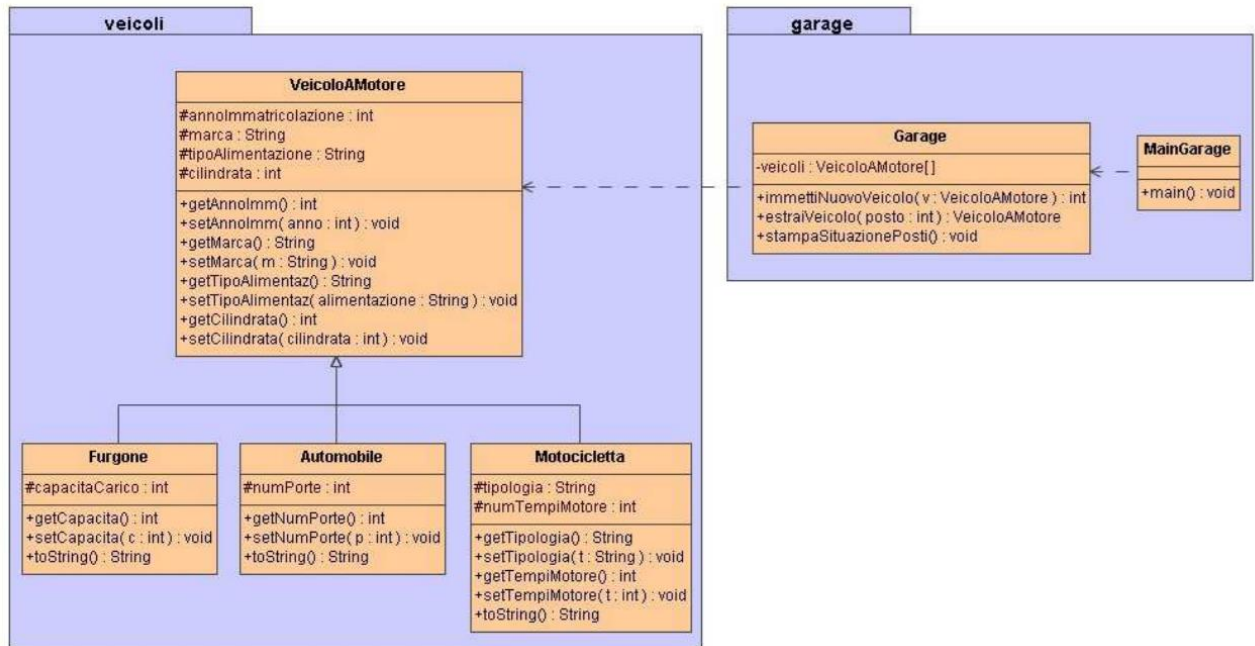 veicoli
VeicoloAMotore
#annoImmatricolazione : int
#marca : String
#tipoAlimentazione : String
#cilindrata : int
+getAnnoImm() : int
+setAnnoImm( anno : int ) : void
+getMarca() : String
+setMarca( m : String ) : void
+getTipoAlimentaz() : String
+setTipoAlimentaz( alimentazione : String ) : void
+getCilindrata() : int
+setCilindrata( cilindrata : int ) : void
Furgone
#capacitaCarico : int
+getCapacita() : int
+setCapacita( c : int ) : void
+toString() : String
Automobile
#numPorte : int
+getNumPorte() : int
+setNumPorte( p : int ) : void
+toString() : String
Motocicletta
#tipologia : String
#numTempiMotore : int
+getTipologia() : String
+setTipologia( t : String ) : void
+getTempiMotore() : int
+setTempiMotore( t : int ) : void
+toString() : String
garage
Garage
-veicoli : VeicoloAMotore[ ]
+immettiNuovoVeicolo( v : VeicoloAMotore ) : int
+estraiVeicolo( posto : int ) : VeicoloAMotore
+stampaSituazionePosti() : void
MainGarage
+main() : void